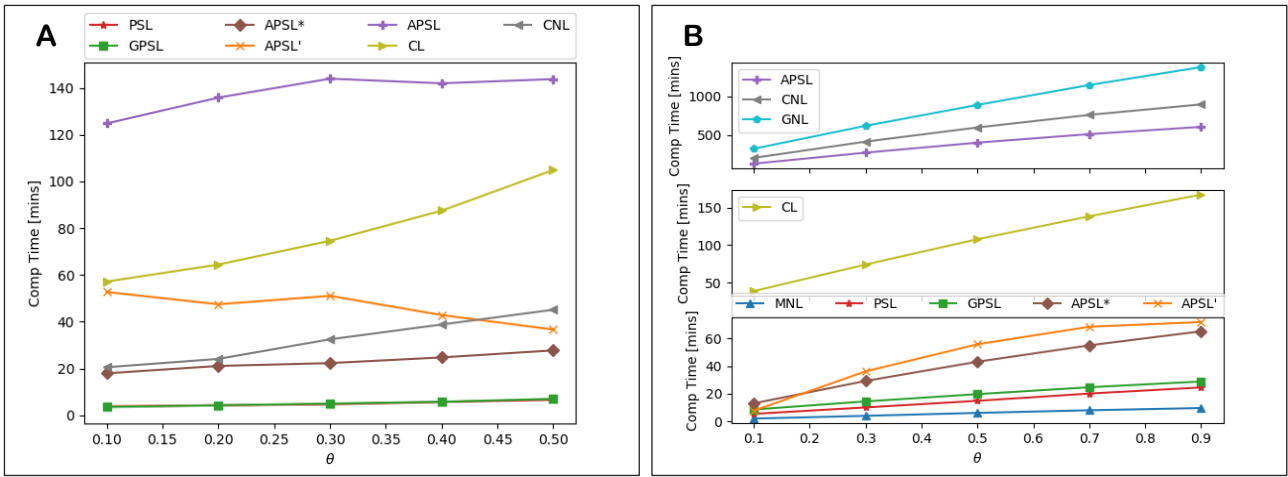 A
PSL APSL* APSL CNL
GPSL APSL' CL
Comp Time [mins]
140
120
100
80
60
40
20
0
0.10 0.15 0.20 0.25 0.30 0.35 0.40 0.45 0.50
θ
B
Comp Time [mins]
1000
500
APSL
CNL
GNL
Comp Time [mins]
150
100
50
CL
MNL PSL GPSL APSL* APSL'
Comp Time [mins]
60
40
20
0
0.1 0.2 0.3 0.4 0.5 0.6 0.7 0.8 0.9
θ